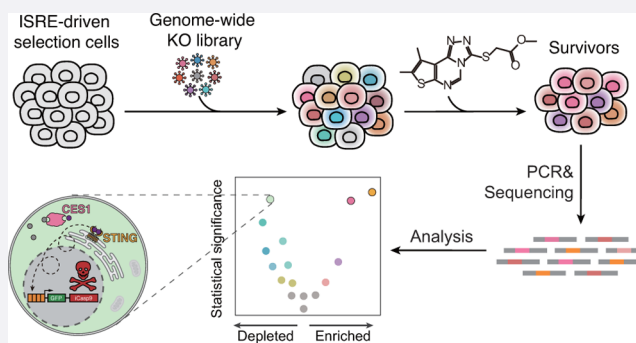 ISRE-driven
selection cells
Genome-wide
KO library
Survivors
N
N
N
N
S
S
O
O
PCR&
Sequencing
CES1
STING
GFP
rCasp3
Statistical significance
Depleted
Enriched
Analysis